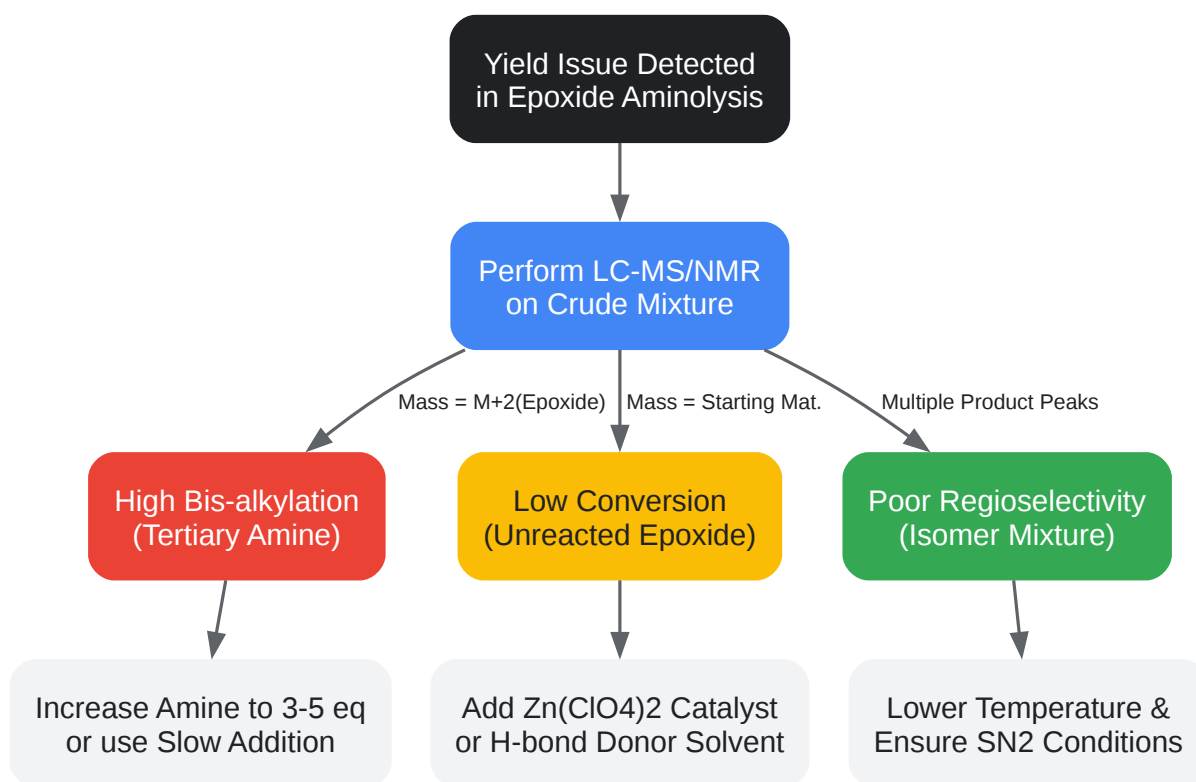 Yield Issue Detected
in Epoxide Aminolysis
Perform LC-MS/NMR
on Crude Mixture
Mass = M+2(Epoxide)
Mass = Starting Mat.
Multiple Product Peaks
High Bis-alkylation
(Tertiary Amine)
Low Conversion
(Unreacted Epoxide)
Poor Regioselectivity
(Isomer Mixture)
Increase Amine to 3-5 eq
or use Slow Addition
Add Zn(ClO4)2 Catalyst
or H-bond Donor Solvent
Lower Temperature &
Ensure SN2 Conditions